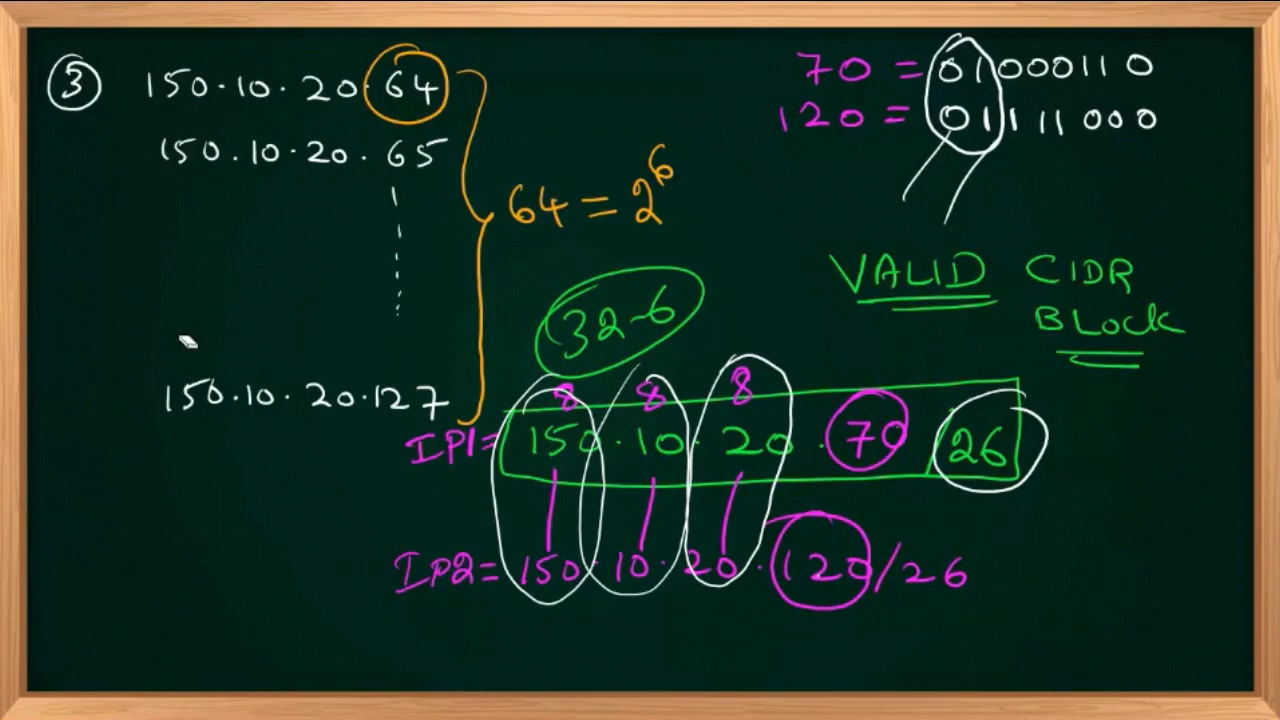 3 150.10.20.64
150.10.20.65
150.10.20.127
64 = 2^6
70 = 01000110
120 = 01111000
VALID CIDR
BLOCK
32-6
8 8 8
IP1= 150.10.20.70/26
IP2= 150.10.20.120/26